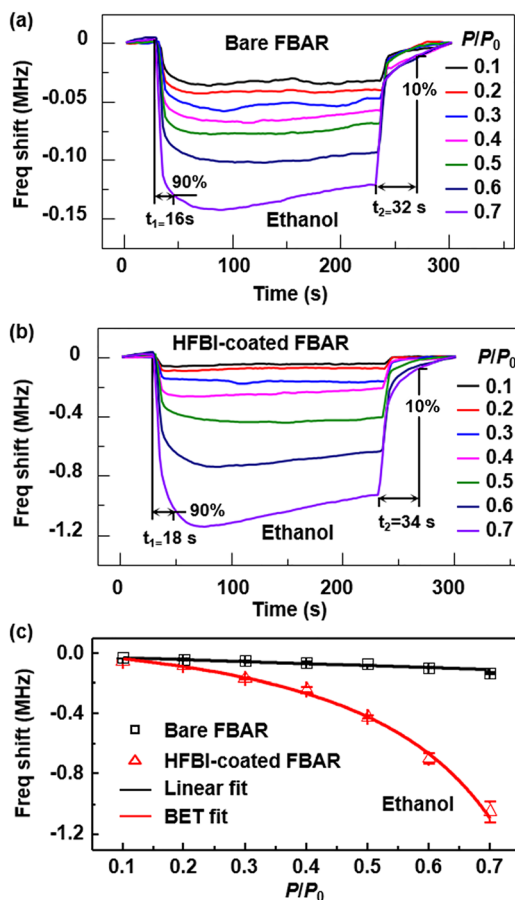 (a)
Bare FBAR
P/P0
0
-0.05
-0.10
-0.15
Freq shift (MHz)
0.1
0.2
0.3
0.4
0.5
0.6
0.7
10%
90%
t1=16s
t2=32 s
Ethanol
0 100 200 300
Time (s)
(b)
HFBI-coated FBAR
P/P0
0
-0.4
-0.8
-1.2
Freq shift (MHz)
0.1
0.2
0.3
0.4
0.5
0.6
0.7
10%
90%
t1=18 s
t2=34 s
Ethanol
0 100 200 300
Time (s)
(c)
0.0
-0.4
-0.8
-1.2
Freq shift (MHz)
Bare FBAR
HFBI-coated FBAR
Linear fit
BET fit
Ethanol
0.1 0.2 0.3 0.4 0.5 0.6 0.7
P/P0